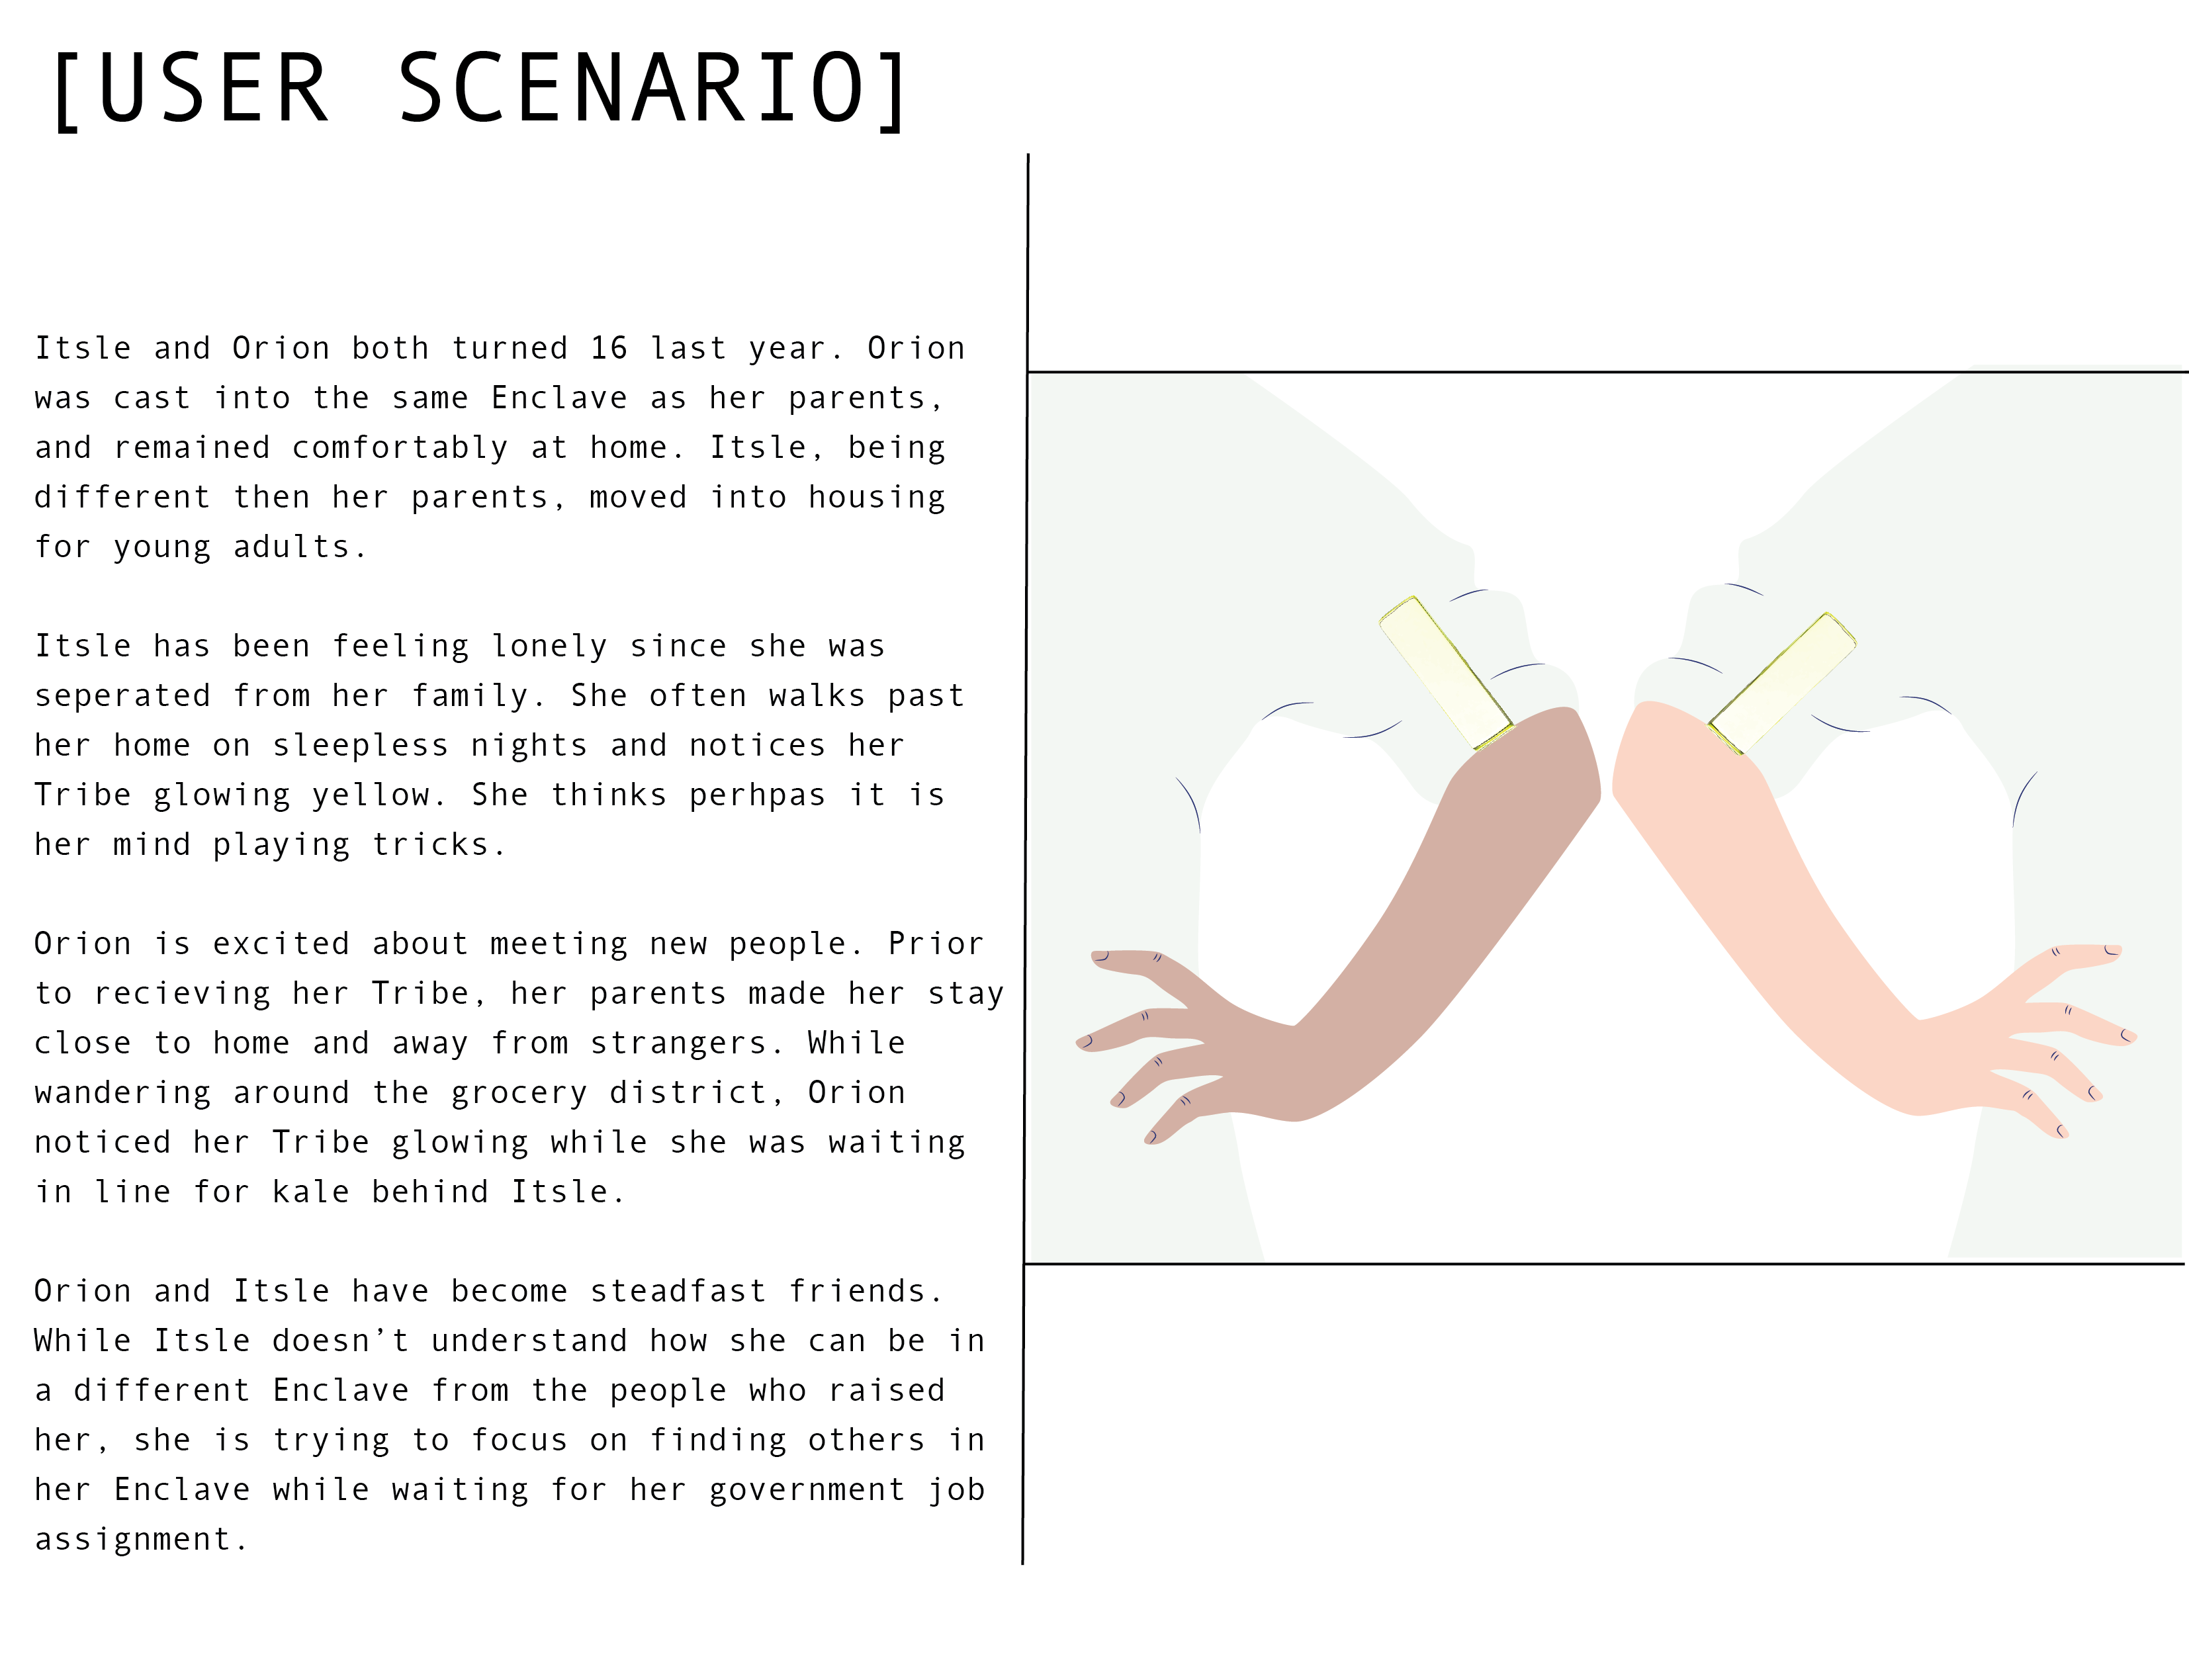 [USER SCENARIO]
Itsle and Orion both turned 16 last year. Orion
was cast into the same Enclave as her parents,
and remained comfortably at home. Itsle, being
different then her parents, moved into housing
for young adults.
Itsle has been feeling lonely since she was
seperated from her family. She often walks past
her home on sleepless nights and notices her
Tribe glowing yellow. She thinks perhpas it is
her mind playing tricks.
Orion is excited about meeting new people. Prior
to recieving her Tribe, her parents made her stay
close to home and away from strangers. While
wandering around the grocery district, Orion
noticed her Tribe glowing while she was waiting
in line for kale behind Itsle.
Orion and Itsle have become steadfast friends.
While Itsle doesn’t understand how she can be in
a different Enclave from the people who raised
her, she is trying to focus on finding others in
her Enclave while waiting for her government job
assignment.